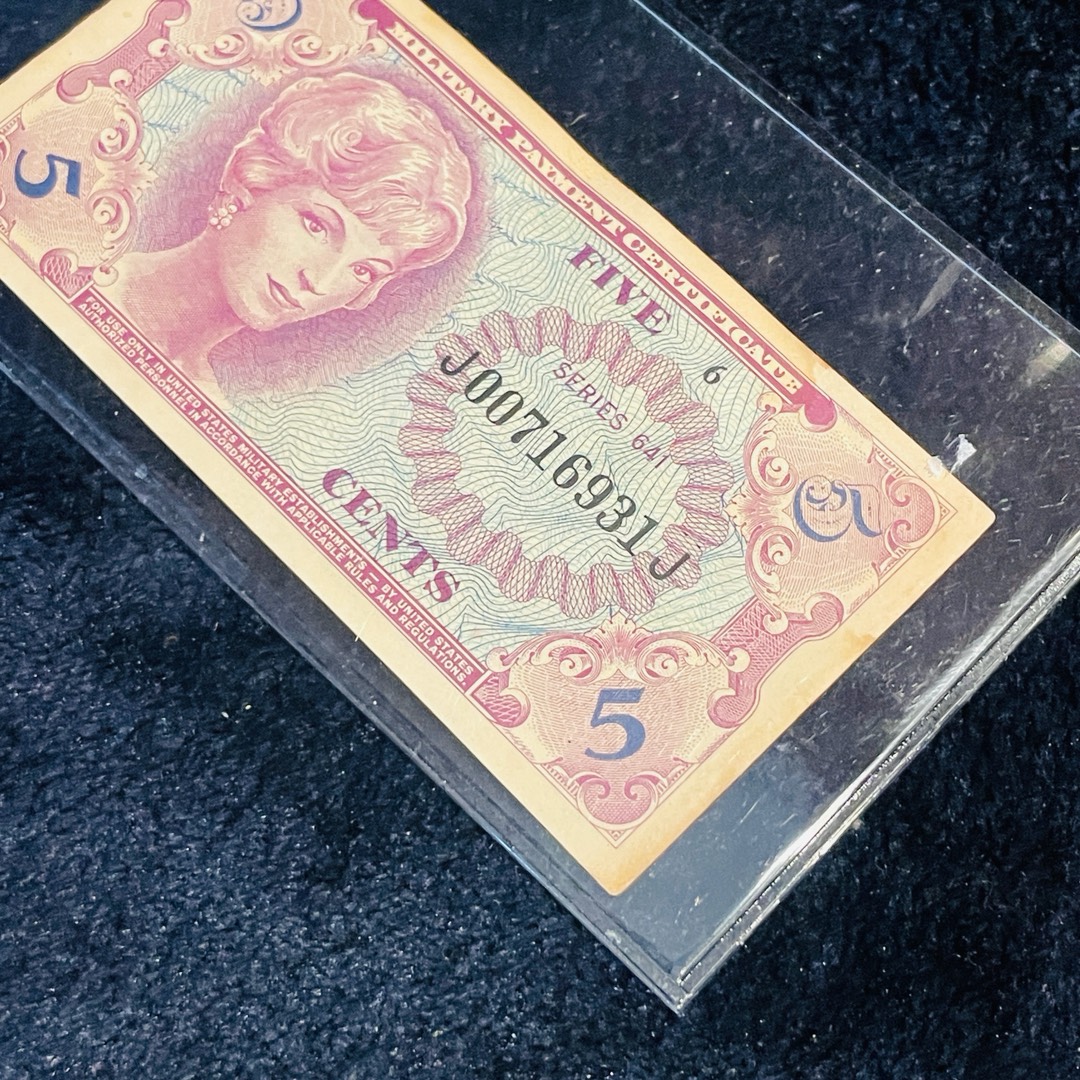 MILITARY PAYMENT CERTIFICATE
5
5
FIVE
6
SERIES 641
J00716931J
CENTS
FOR USE ONLY IN UNITED STATES MILITARY ESTABLISHMENTS - BY UNITED STATES
AUTHORIZED PERSONNEL IN ACCORDANCE WITH APPLICABLE RULES AND REGULATIONS.
5
5